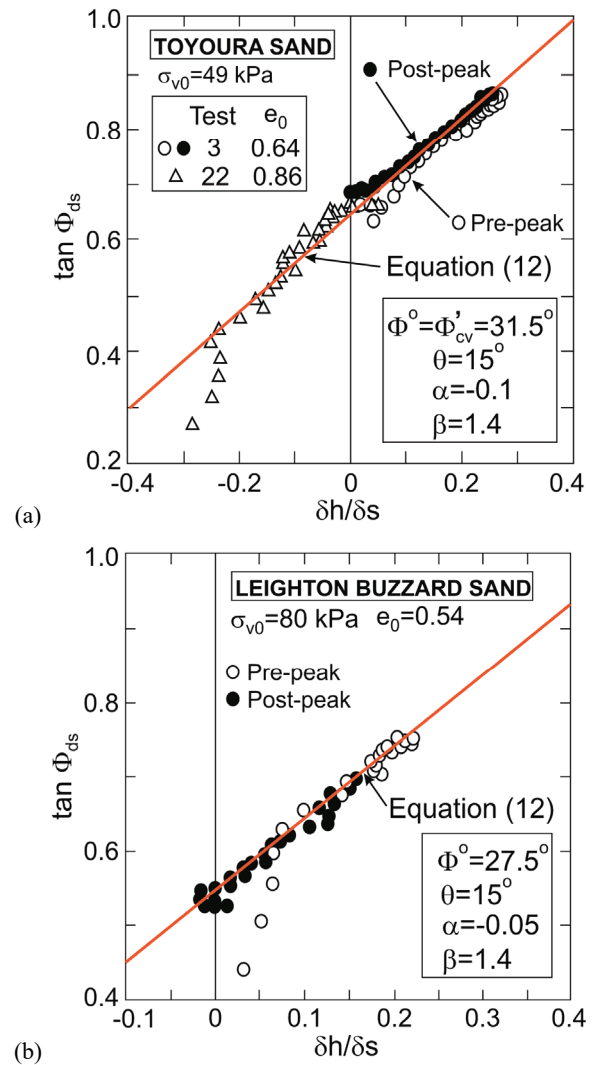 (a)
tan Φds
1.0
0.8
0.6
0.4
0.2
TOYOURA SAND
σv0=49 kPa
Test e0
3 0.64
22 0.86
Post-peak
Pre-peak
Equation (12)
Φ°=Φ'cv=31.5°
θ=15°
α=-0.1
β=1.4
-0.4 -0.2 0 0.2 0.4
δh/δs
(b)
tan Φds
1.0
0.8
0.6
0.4
LEIGHTON BUZZARD SAND
σv0=80 kPa e0=0.54
Pre-peak
Post-peak
Equation (12)
Φ°=27.5°
θ=15°
α=-0.05
β=1.4
-0.1 0 0.1 0.2 0.3 0.4
δh/δs